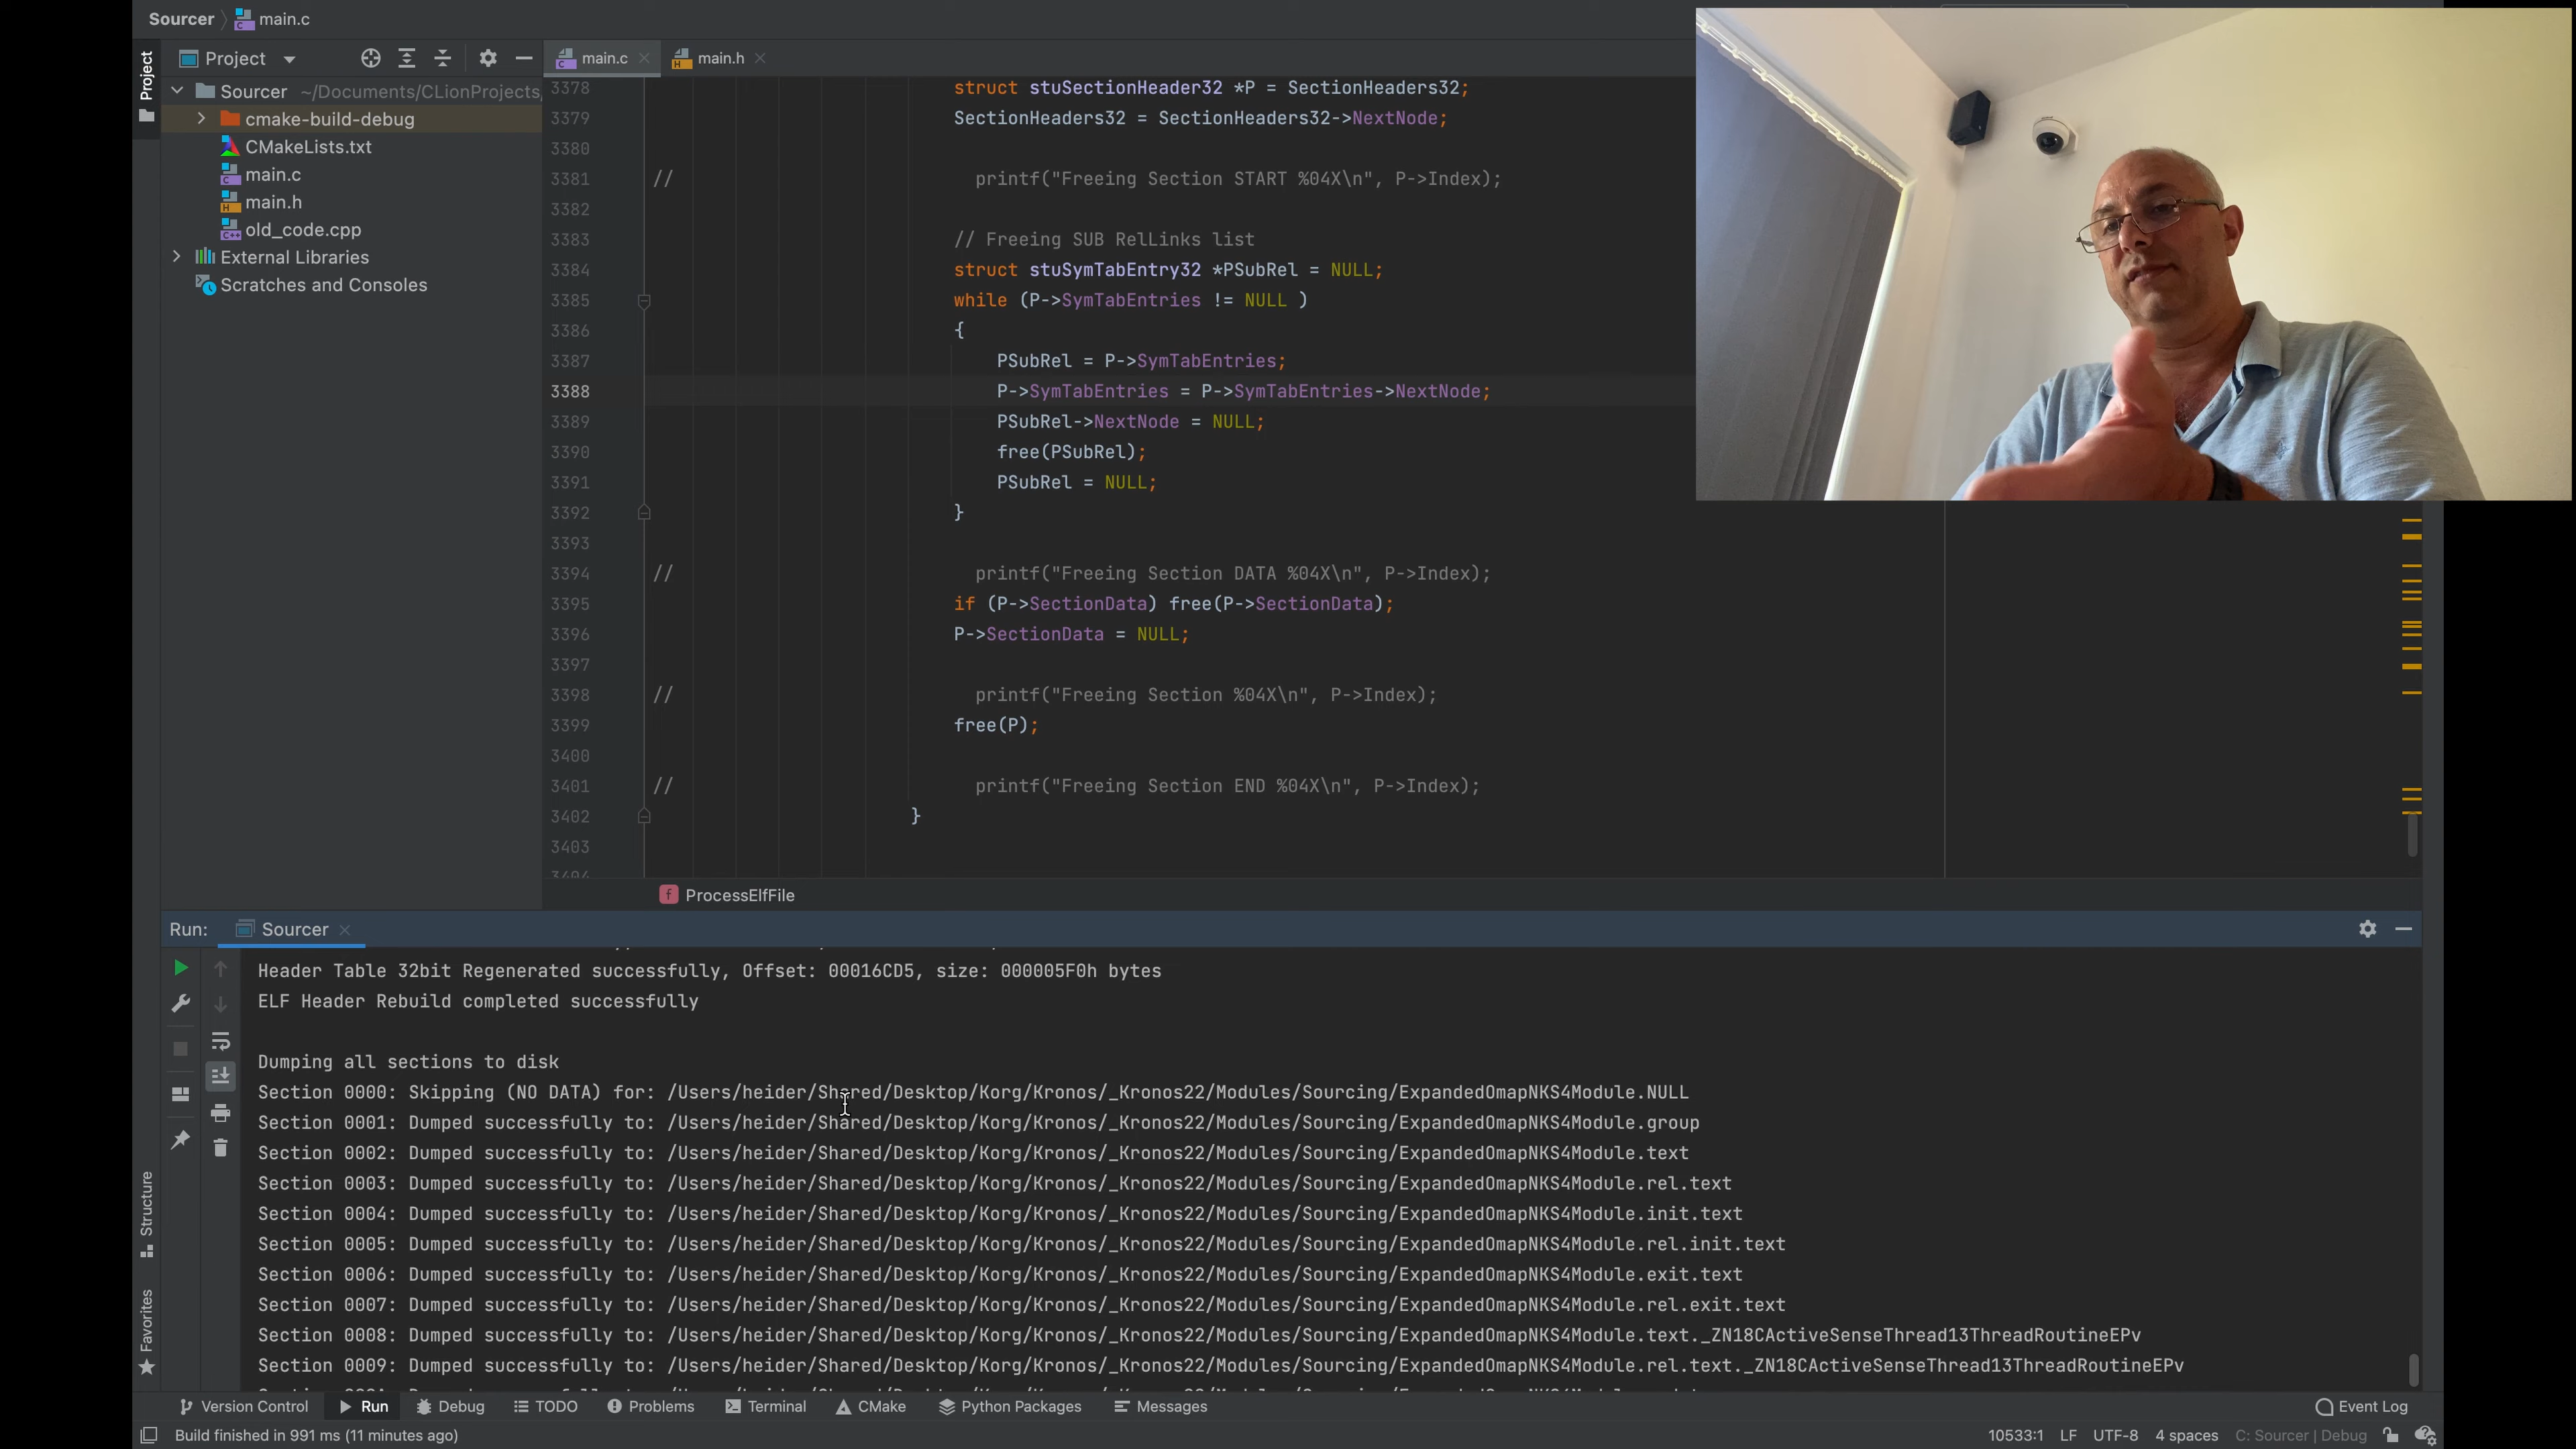 Sourcer 〉 main.c
Project
Project
main.c
main.h
Sourcer ~/Documents/CLionProjects,
cmake-build-debug
CMakeLists.txt
main.c
main.h
old_code.cpp
External Libraries
Scratches and Consoles
3378 struct stuSectionHeader32 *P = SectionHeaders32;
3379 SectionHeaders32 = SectionHeaders32->NextNode;
3380
3381 // printf("Freeing Section START %04X\n", P->Index);
3382
3383 // Freeing SUB RelLinks list
3384 struct stuSymTabEntry32 *PSubRel = NULL;
3385 while (P->SymTabEntries != NULL )
3386 {
3387 PSubRel = P->SymTabEntries;
3388 P->SymTabEntries = P->SymTabEntries->NextNode;
3389 PSubRel->NextNode = NULL;
3390 free(PSubRel);
3391 PSubRel = NULL;
3392 }
3393
3394 // printf("Freeing Section DATA %04X\n", P->Index);
3395 if (P->SectionData) free(P->SectionData);
3396 P->SectionData = NULL;
3397
3398 // printf("Freeing Section %04X\n", P->Index);
3399 free(P);
3400
3401 // printf("Freeing Section END %04X\n", P->Index);
3402 }
3403
3404
f ProcessElfFile
Run: Sourcer
Header Table 32bit Regenerated successfully, Offset: 00016CD5, size: 000005F0h bytes
ELF Header Rebuild completed successfully
Dumping all sections to disk
Section 0000: Skipping (NO DATA) for: /Users/heider/Shared/Desktop/Korg/Kronos/_Kronos22/Modules/Sourcing/ExpandedOmapNKS4Module.NULL
Section 0001: Dumped successfully to: /Users/heider/Shared/Desktop/Korg/Kronos/_Kronos22/Modules/Sourcing/ExpandedOmapNKS4Module.group
Section 0002: Dumped successfully to: /Users/heider/Shared/Desktop/Korg/Kronos/_Kronos22/Modules/Sourcing/ExpandedOmapNKS4Module.text
Section 0003: Dumped successfully to: /Users/heider/Shared/Desktop/Korg/Kronos/_Kronos22/Modules/Sourcing/ExpandedOmapNKS4Module.rel.text
Section 0004: Dumped successfully to: /Users/heider/Shared/Desktop/Korg/Kronos/_Kronos22/Modules/Sourcing/ExpandedOmapNKS4Module.init.text
Section 0005: Dumped successfully to: /Users/heider/Shared/Desktop/Korg/Kronos/_Kronos22/Modules/Sourcing/ExpandedOmapNKS4Module.rel.init.text
Section 0006: Dumped successfully to: /Users/heider/Shared/Desktop/Korg/Kronos/_Kronos22/Modules/Sourcing/ExpandedOmapNKS4Module.exit.text
Section 0007: Dumped successfully to: /Users/heider/Shared/Desktop/Korg/Kronos/_Kronos22/Modules/Sourcing/ExpandedOmapNKS4Module.rel.exit.text
Section 0008: Dumped successfully to: /Users/heider/Shared/Desktop/Korg/Kronos/_Kronos22/Modules/Sourcing/ExpandedOmapNKS4Module.text._ZN18CActiveSenseThread13ThreadRoutineEPv
Section 0009: Dumped successfully to: /Users/heider/Shared/Desktop/Korg/Kronos/_Kronos22/Modules/Sourcing/ExpandedOmapNKS4Module.rel.text._ZN18CActiveSenseThread13ThreadRoutineEPv
Structure
Favorites
Version Control Run Debug TODO Problems Terminal CMake Python Packages Messages Event Log
Build finished in 991 ms (11 minutes ago) 10533:1 LF UTF-8 4 spaces C: Sourcer | Debug